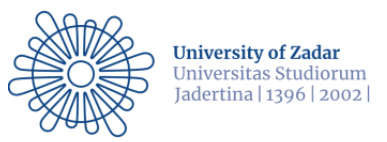 University of Zadar
Universitas Studiorum
Jadertina | 1396 | 2002 |